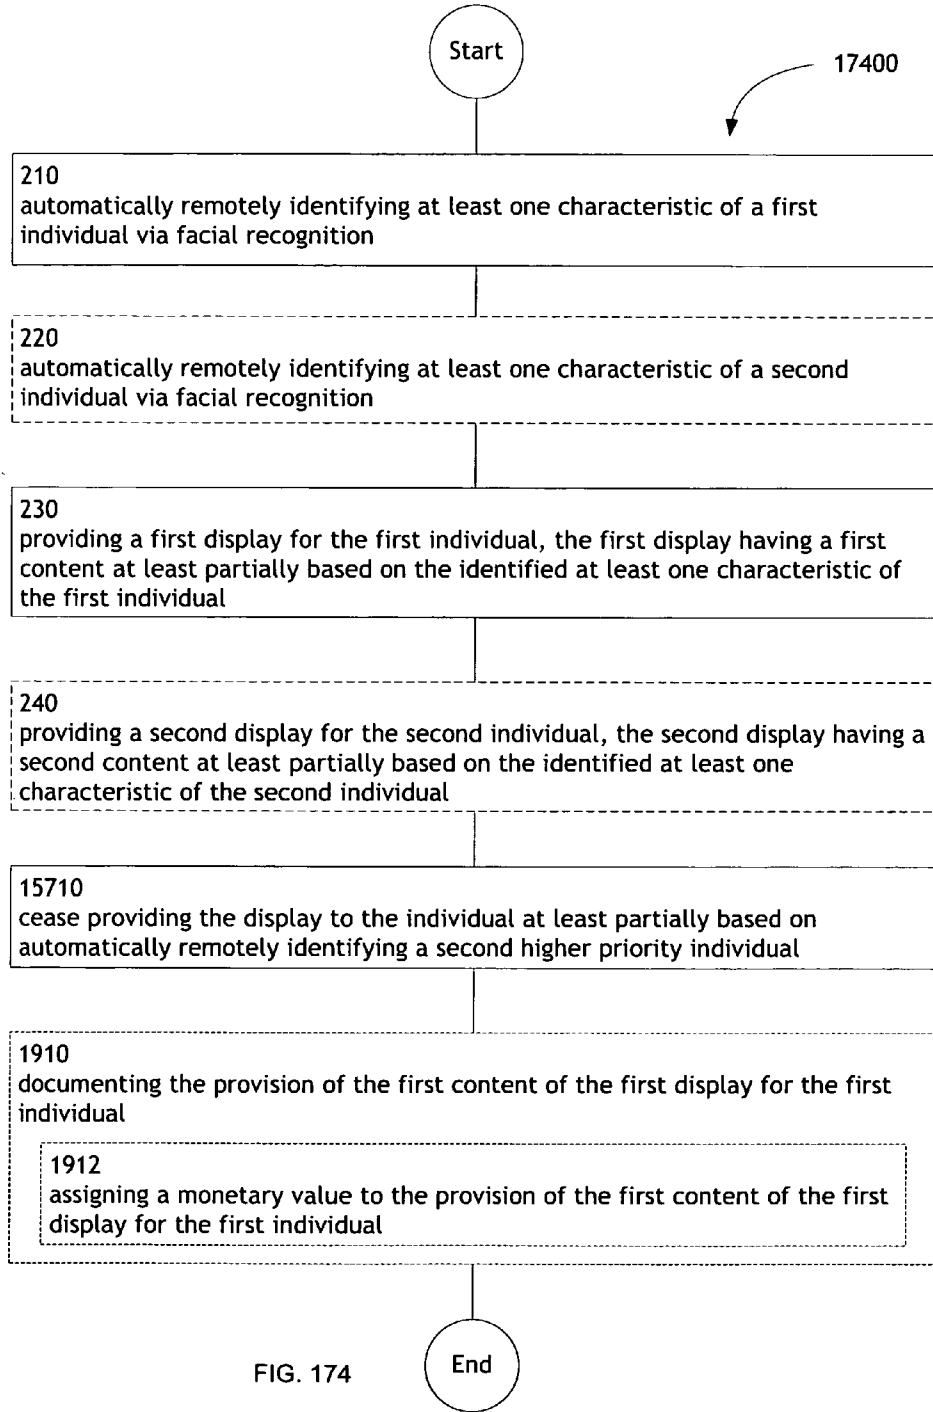 Start
17400
210
automatically remotely identifying at least one characteristic of a first
individual via facial recognition
220
automatically remotely identifying at least one characteristic of a second
individual via facial recognition
230
providing a first display for the first individual, the first display having a first
content at least partially based on the identified at least one characteristic of
the first individual
240
providing a second display for the second individual, the second display having a
second content at least partially based on the identified at least one
characteristic of the second individual
15710
cease providing the display to the individual at least partially based on
automatically remotely identifying a second higher priority individual
1910
documenting the provision of the first content of the first display for the first
individual
1912
assigning a monetary value to the provision of the first content of the first
display for the first individual
End
FIG. 174